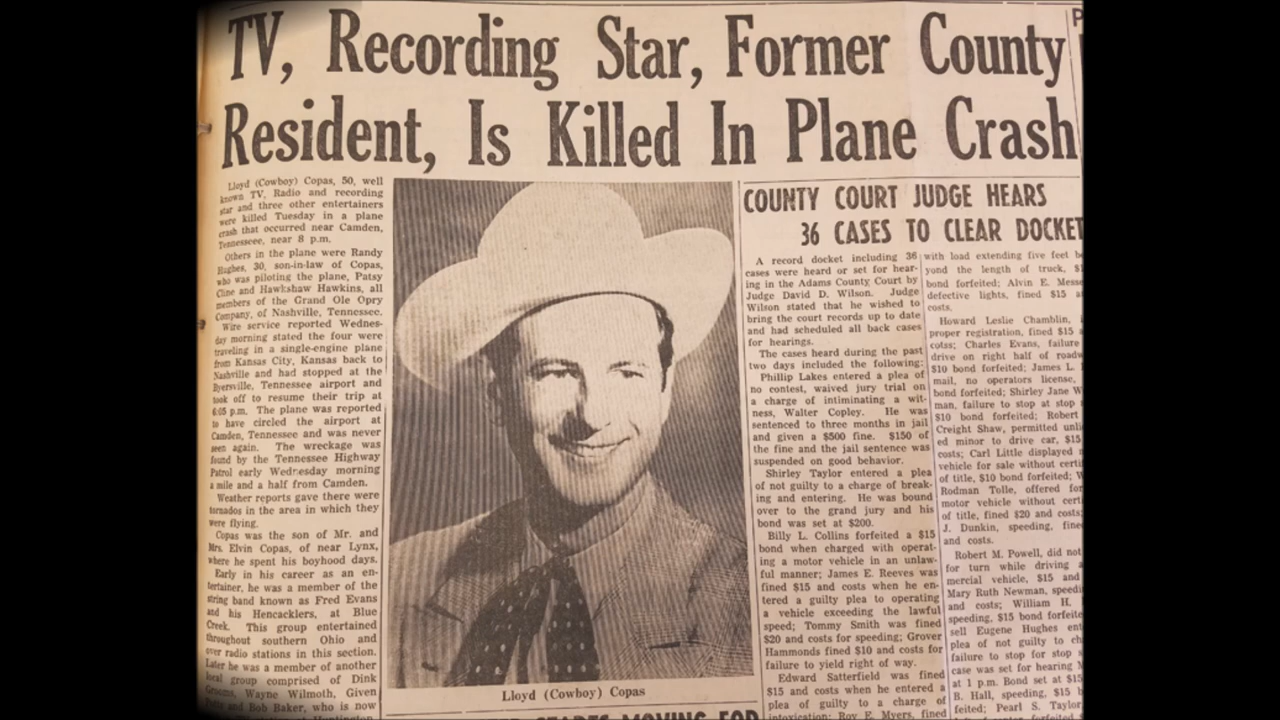 TV, Recording Star, Former County
Resident, Is Killed In Plane Crash
Lloyd (Cowboy) Copas, 50, well
known TV, Radio and recording
star and three other entertainers
were killed Tuesday in a plane
crash that occurred near Camden,
Tennessee, near 8 p.m.
Others in the plane were Randy
Hughes, 30, son-in-law of Copas,
who was piloting the plane, Patsy
Cline and Hawkshaw Hawkins, all
members of the Grand Ole Opry
Company, of Nashville, Tennessee.
Wire service reported Wednes-
day morning stated the four were
traveling in a single-engine plane
from Kansas City, Kansas back to
Nashville and had stopped at the
Byersville, Tennessee airport and
took off to resume their trip at
6:05 p.m. The plane was reported
to have circled the airport at
Camden, Tennessee and was never
seen again. The wreckage was
found by the Tennessee Highway
Patrol early Wednesday morning
a mile and a half from Camden.
Weather reports gave there were
tornados in the area in which they
were flying.
Copas was the son of Mr. and
Mrs. Elvin Copas, of near Lynx,
where he spent his boyhood days.
Early in his career as an en-
tertainer, he was a member of the
string band known as Fred Evans
and his Hencacklers, at Blue
Creek. This group entertained
throughout southern Ohio and
over radio stations in this section.
Later he was a member of another
local group comprised of Dink
Grooms, Wayne Wilmoth, Given
and Bob Baker, who is now
Lloyd (Cowboy) Copas
COUNTY COURT JUDGE HEARS
36 CASES TO CLEAR DOCKET
A record docket including 36
cases were heard or set for hear-
ing in the Adams County Court by
Judge David D. Wilson. Judge
Wilson stated that he wished to
bring the court records up to date
and had scheduled all back cases
for hearings.
The cases heard during the past
two days included the following:
Phillip Lakes entered a plea of
no contest, waived jury trial on
a charge of intiminating a wit-
ness, Walter Copley. He was
sentenced to three months in jail
and given a $500 fine. $150 of
the fine and the jail sentence was
suspended on good behavior.
Shirley Taylor entered a plea
of not guilty to a charge of break-
ing and entering. He was bound
over to the grand jury and his
bond was set at $200.
Billy L. Collins forfeited a $15
bond when charged with operat-
ing a motor vehicle in an unlaw-
ful manner; James E. Reeves was
fined $15 and costs when he en-
tered a guilty plea to operating
a vehicle exceeding the lawful
speed; Tommy Smith was fined
$20 and costs for speeding; Grover
Hammonds fined $10 and costs for
failure to yield right of way.
Edward Satterfield was fined
$15 and costs when he entered a
plea of guilty to a charge of
intoxication; Roy E. Myers, fined
with load extending five feet be
yond the length of truck,
bond forfeited; Alvin E. Messe
defective lights, fined $15 a
costs.
Howard Leslie Chamblin, i
proper registration, fined $15
cotss; Charles Evans, failure
drive on right half of roadw
$10 bond forfeited; James L.
mail, no operators license,
bond forfeited; Shirley Jane W
man, failure to stop at stop
$10 bond forfeited; Robert
Creight Shaw, permitted unli
ed minor to drive car, $15
costs; Carl Little displayed
vehicle for sale without certi
of title, $10 bond forfeited; W
Rodman Tolle, offered for
motor vehicle without cert
of title, fined $20 and costs;
J. Dunkin, speeding, fine
and costs.
Robert M. Powell, did not
for turn while driving a
mercial vehicle, $15 and
Mary Ruth Newman, speedi
and costs; William H.
speeding, $15 bond forfeite
sell Eugene Hughes ent
plea of not guilty to ch
failure to stop for stop s
case was set for hearing M
at 1 p.m. Bond set at $15
B. Hall, speeding, $15 b
feited; Pearl S. Taylor